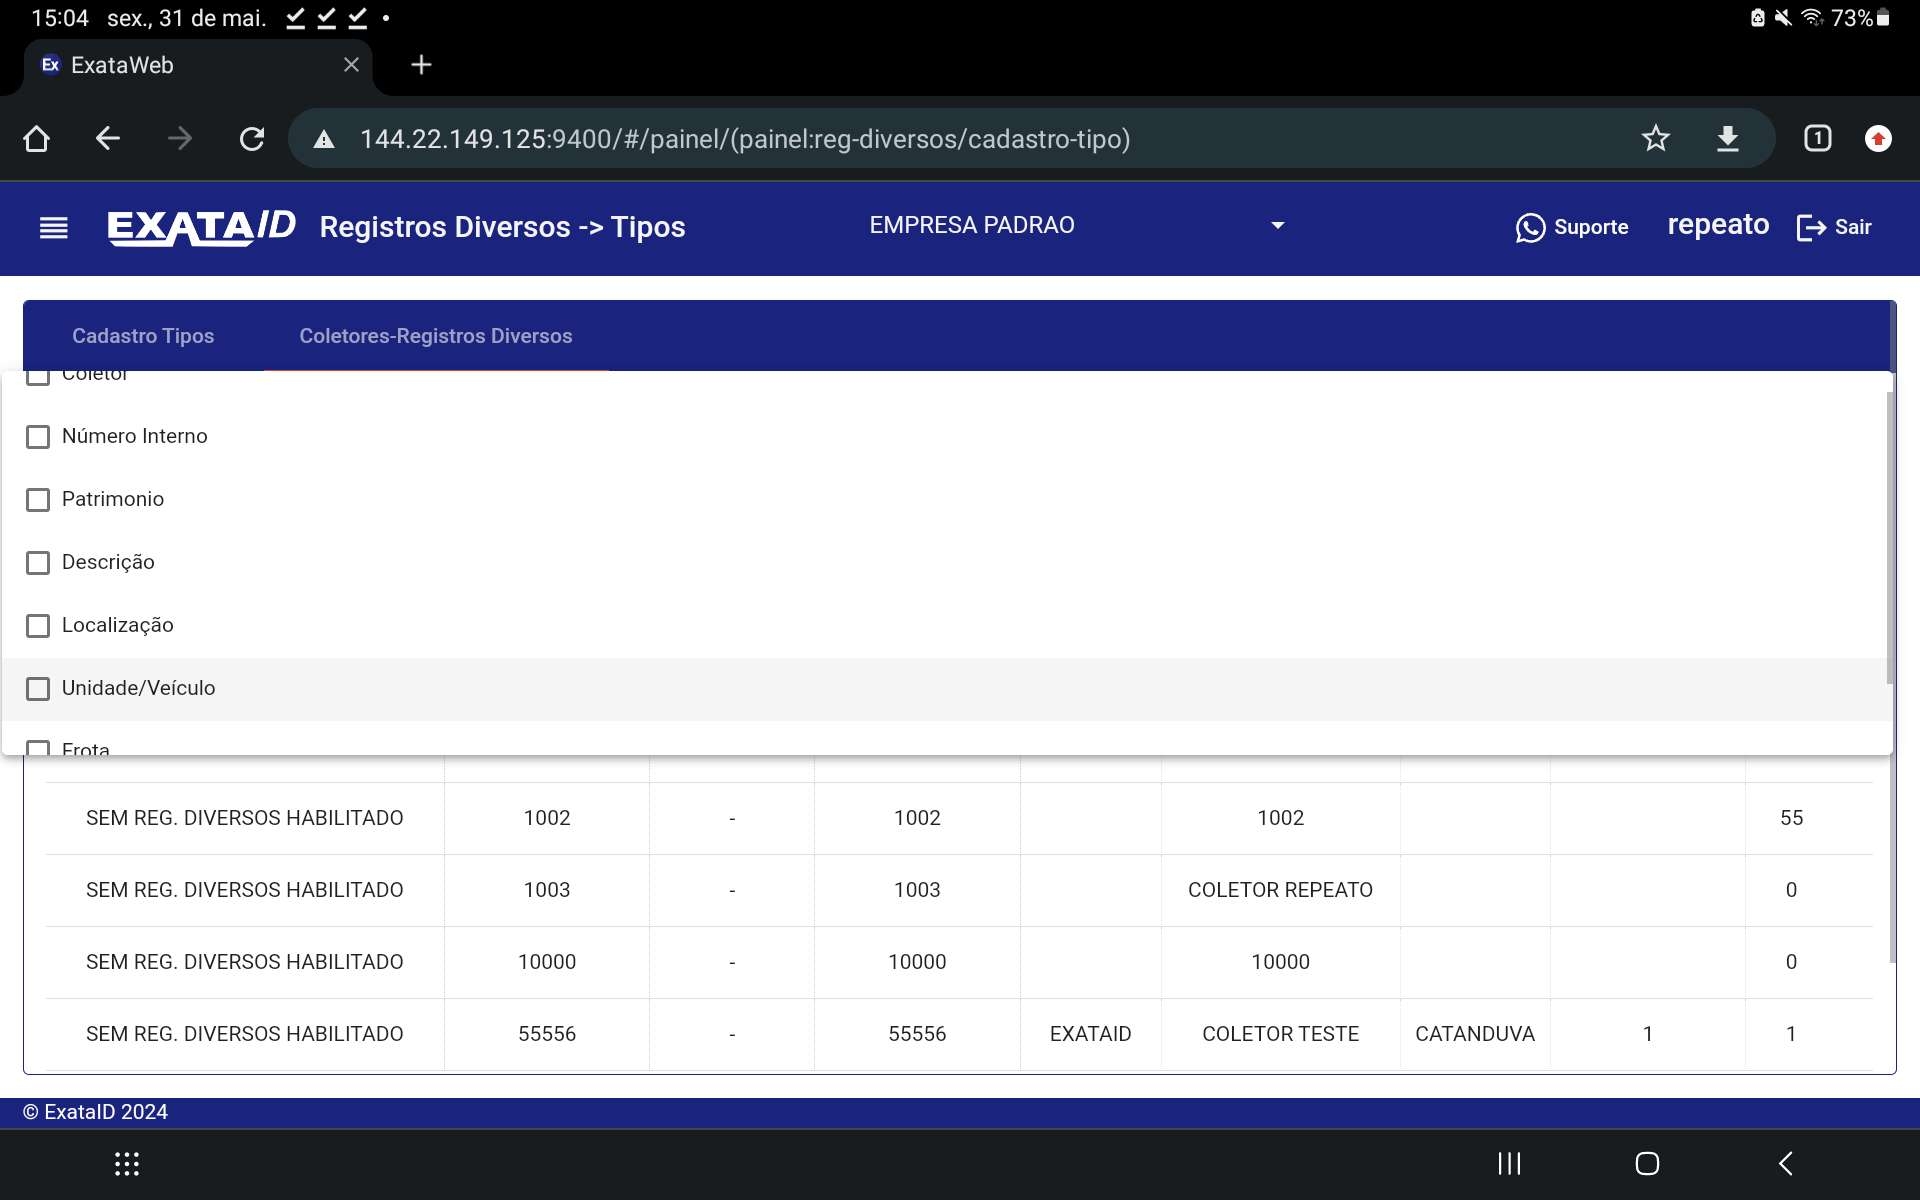 15:04 sex., 31 de mai.
73%
Ex ExataWeb
144.22.149.125:9400/#/painel/(painel:reg-diversos/cadastro-tipo)
1
EXATAID Registros Diversos -> Tipos EMPRESA PADRAO Suporte repeato Sair
Cadastro Tipos Coletores-Registros Diversos
Coletor
Número Interno
Patrimonio
Descrição
Localização
Unidade/Veículo
Frota
SEM REG. DIVERSOS HABILITADO 1002 - 1002 1002 55
SEM REG. DIVERSOS HABILITADO 1003 - 1003 COLETOR REPEATO 0
SEM REG. DIVERSOS HABILITADO 10000 - 10000 10000 0
SEM REG. DIVERSOS HABILITADO 55556 - 55556 EXATAID COLETOR TESTE CATANDUVA 1 1
© ExataID 2024